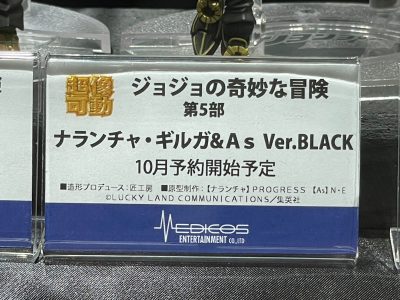 超像可動
ジョジョの奇妙な冒険
第5部
ナランチャ・ギルガ&As Ver.BLACK
10月予約開始予定
■造形プロデュース:匠工房 ■原型制作:【ナランチャ】PROGRESS 【As】N・E
©LUCKY LAND COMMUNICATIONS/集英社
MEDICOS
ENTERTAINMENT CO.,LTD